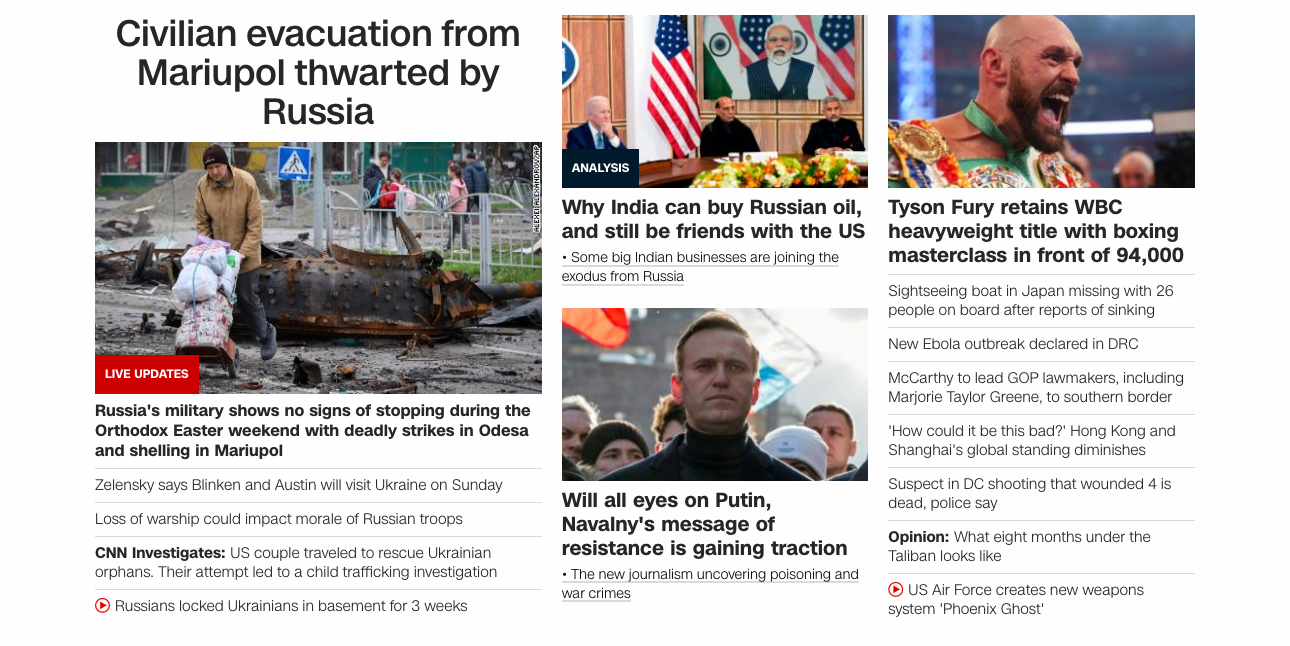 Civilian evacuation from
Mariupol thwarted by
Russia
ALEXEI ALEXANDROV/AP
LIVE UPDATES
Russia's military shows no signs of stopping during the
Orthodox Easter weekend with deadly strikes in Odesa
and shelling in Mariupol
Zelensky says Blinken and Austin will visit Ukraine on Sunday
Loss of warship could impact morale of Russian troops
CNN Investigates: US couple traveled to rescue Ukrainian
orphans. Their attempt led to a child trafficking investigation
Russians locked Ukrainians in basement for 3 weeks
ANALYSIS
Why India can buy Russian oil,
and still be friends with the US
• Some big Indian businesses are joining the
exodus from Russia
Will all eyes on Putin,
Navalny's message of
resistance is gaining traction
• The new journalism uncovering poisoning and
war crimes
Tyson Fury retains WBC
heavyweight title with boxing
masterclass in front of 94,000
Sightseeing boat in Japan missing with 26
people on board after reports of sinking
New Ebola outbreak declared in DRC
McCarthy to lead GOP lawmakers, including
Marjorie Taylor Greene, to southern border
'How could it be this bad?' Hong Kong and
Shanghai's global standing diminishes
Suspect in DC shooting that wounded 4 is
dead, police say
Opinion: What eight months under the
Taliban looks like
US Air Force creates new weapons
system 'Phoenix Ghost'